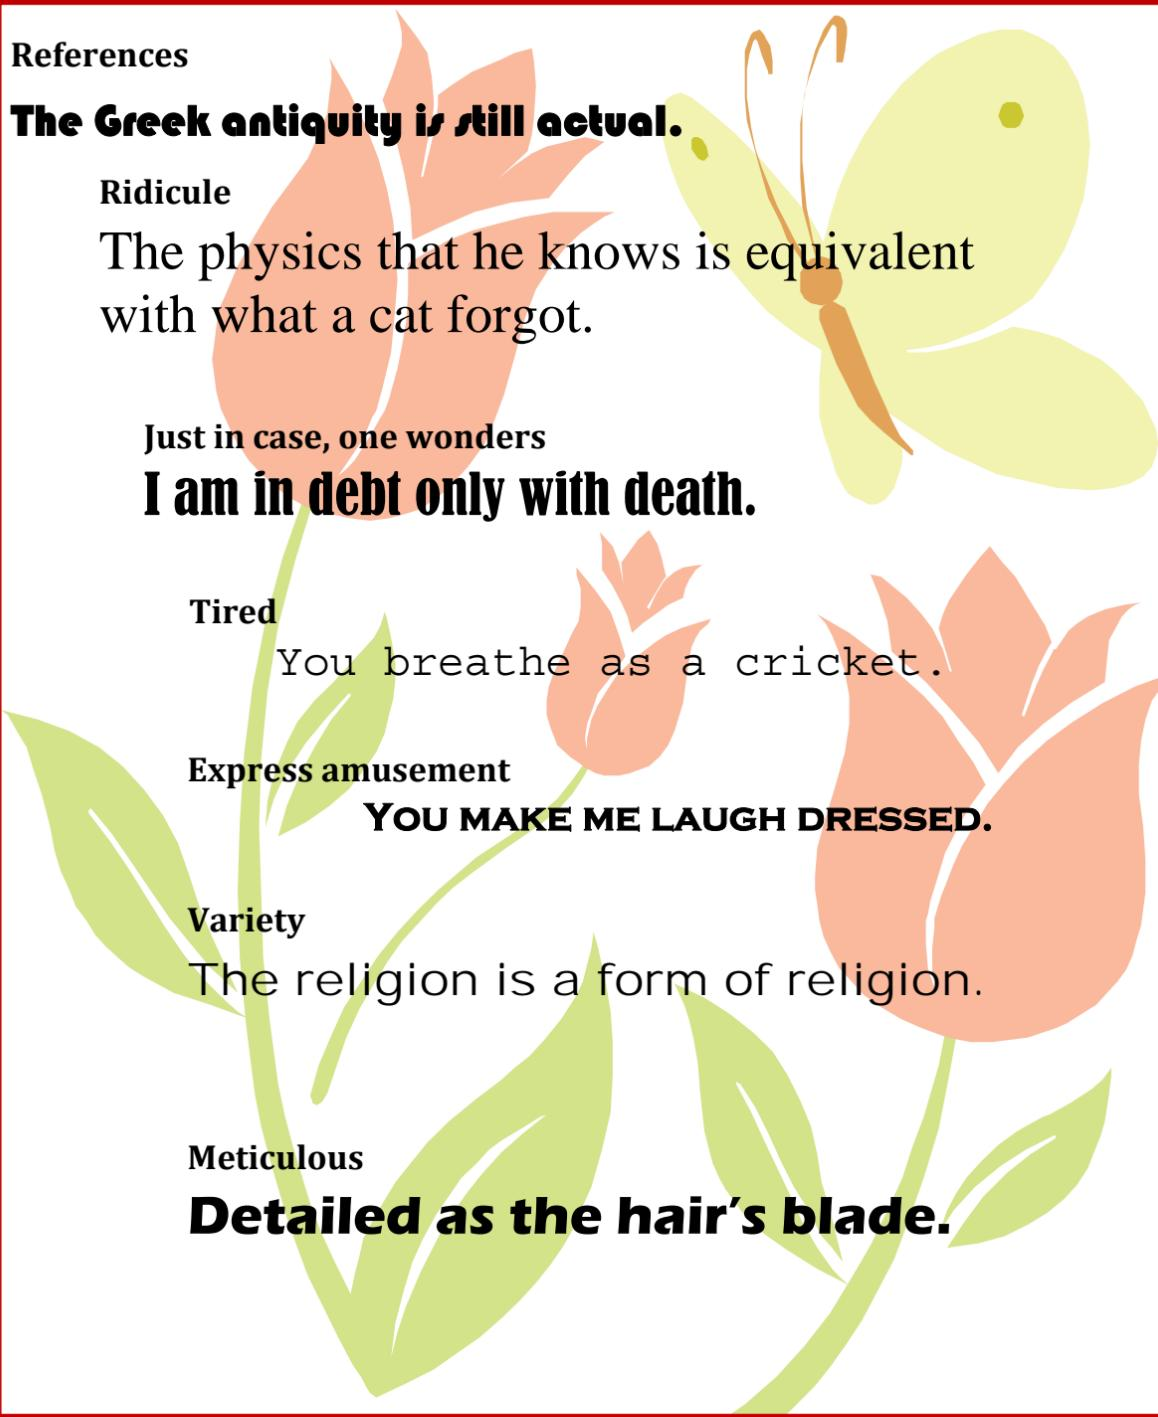 References
The Greek antiquity is still actual.
Ridicule
The physics that he knows is equivalent
with what a cat forgot.
Just in case, one wonders
I am in debt only with death.
Tired
You breathe as a cricket.
Express amusement
YOU MAKE ME LAUGH DRESSED.
Variety
The religion is a form of religion.
Meticulous
Detailed as the hair's blade.